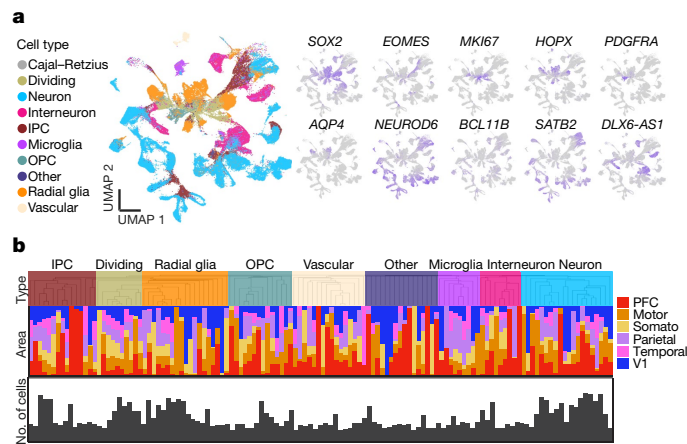 a
Cell type
Cajal–Retzius
Dividing
Neuron
Interneuron
IPC
Microglia
OPC
Other
Radial glia
Vascular
UMAP 2
UMAP 1
SOX2 EOMES MKI67 HOPX PDGFRA
AQP4 NEUROD6 BCL11B SATB2 DLX6-AS1
b
IPC Dividing Radial glia OPC Vascular Other Microglia Interneuron Neuron
Type
Area
No. of cells
PFC
Motor
Somato
Parietal
Temporal
V1